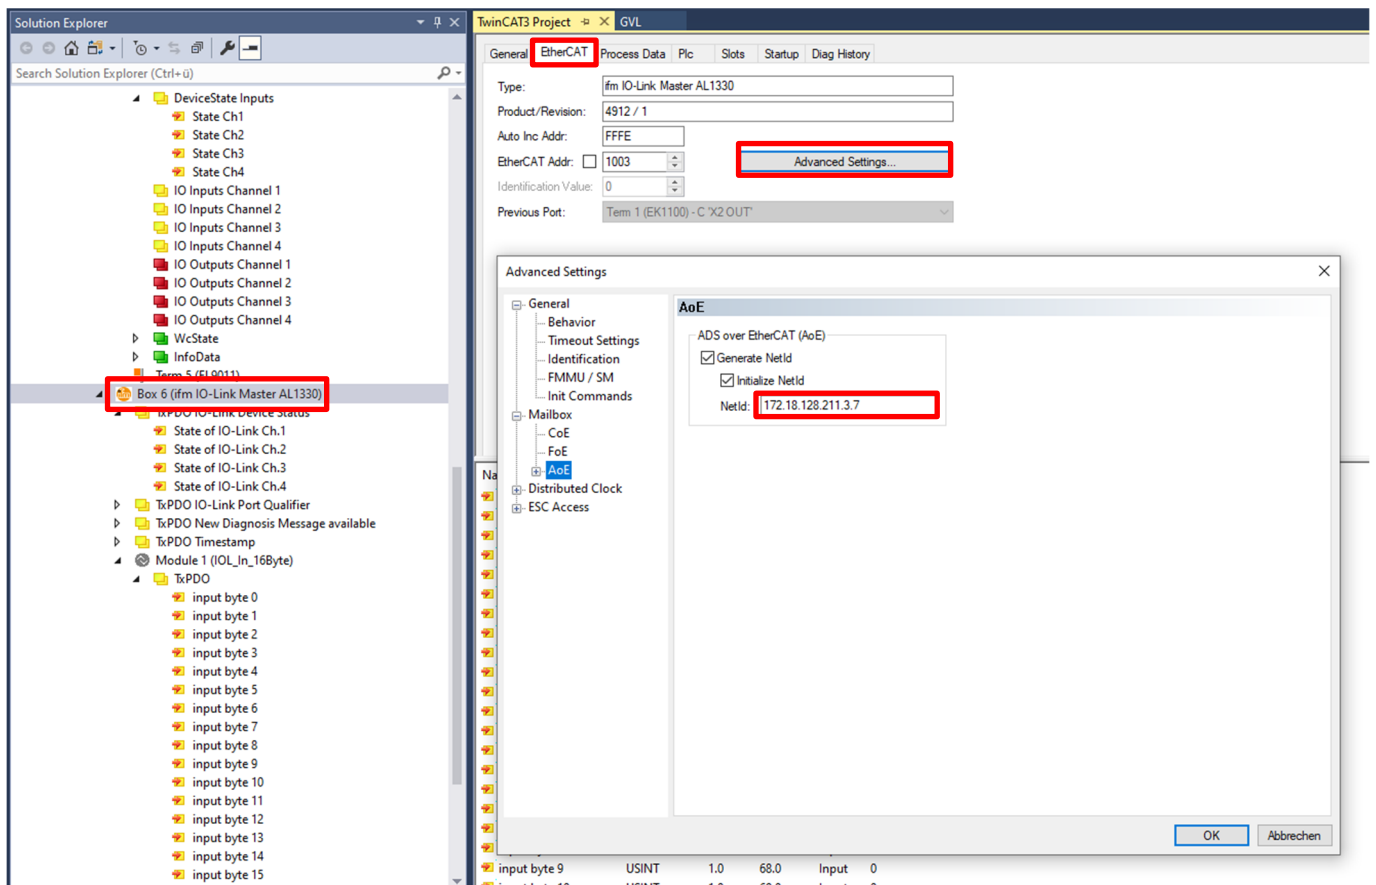 Solution Explorer
Search Solution Explorer (Ctrl+ü)
DeviceState Inputs
State Ch1
State Ch2
State Ch3
State Ch4
IO Inputs Channel 1
IO Inputs Channel 2
IO Inputs Channel 3
IO Inputs Channel 4
IO Outputs Channel 1
IO Outputs Channel 2
IO Outputs Channel 3
IO Outputs Channel 4
WcState
InfoData
Term 5 (EL9011)
Box 6 (ifm IO-Link Master AL1330)
TxPDO IO-Link Device Status
State of IO-Link Ch.1
State of IO-Link Ch.2
State of IO-Link Ch.3
State of IO-Link Ch.4
TxPDO IO-Link Port Qualifier
TxPDO New Diagnosis Message available
TxPDO Timestamp
Module 1 (IOL_In_16Byte)
TxPDO
input byte 0
input byte 1
input byte 2
input byte 3
input byte 4
input byte 5
input byte 6
input byte 7
input byte 8
input byte 9
input byte 10
input byte 11
input byte 12
input byte 13
input byte 14
input byte 15
TwinCAT3 Project GVL
General EtherCAT Process Data Plc Slots Startup Diag History
Type: ifm IO-Link Master AL1330
Product/Revision: 4912 / 1
Auto Inc Addr: FFFE
EtherCAT Addr: 1003 Advanced Settings...
Identification Value: 0
Previous Port: Term 1 (EK1100) - C 'X2 OUT'
Advanced Settings
General
Behavior
Timeout Settings
Identification
FMMU / SM
Init Commands
Mailbox
CoE
FoE
AoE
Distributed Clock
ESC Access
AoE
ADS over EtherCAT (AoE)
Generate NetId
Initialize NetId
NetId: 172.18.128.211.3.7
OK Abbrechen
Na
input byte 9 USINT 1.0 68.0 Input 0